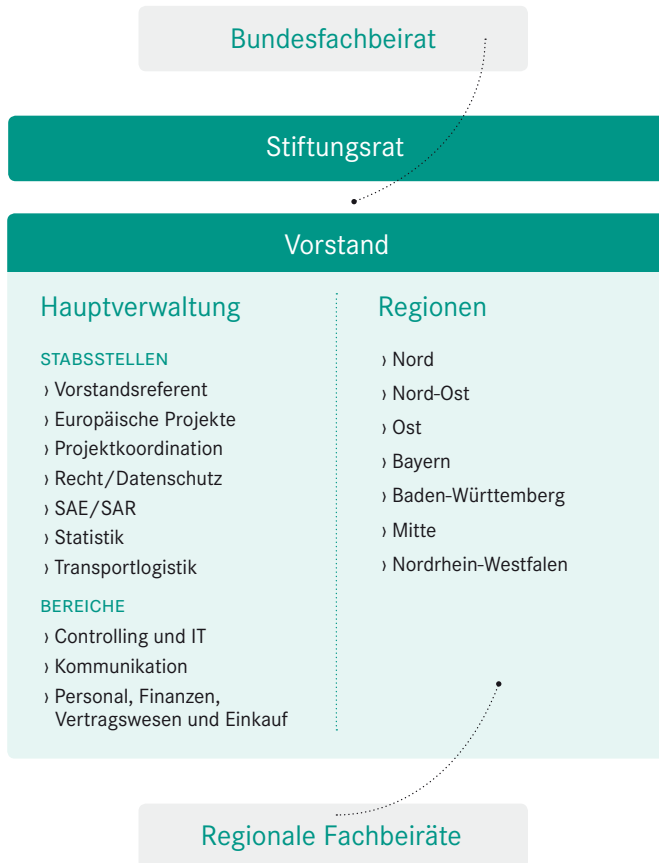 Bundesfachbeirat
Stiftungsrat
Vorstand
Hauptverwaltung
STABSSTELLEN
› Vorstandsreferent
› Europäische Projekte
› Projektkoordination
› Recht/Datenschutz
› SAE/SAR
› Statistik
› Transportlogistik
BEREICHE
› Controlling und IT
› Kommunikation
› Personal, Finanzen,
Vertragswesen und Einkauf
Regionen
› Nord
› Nord-Ost
› Ost
› Bayern
› Baden-Württemberg
› Mitte
› Nordrhein-Westfalen
Regionale Fachbeiräte